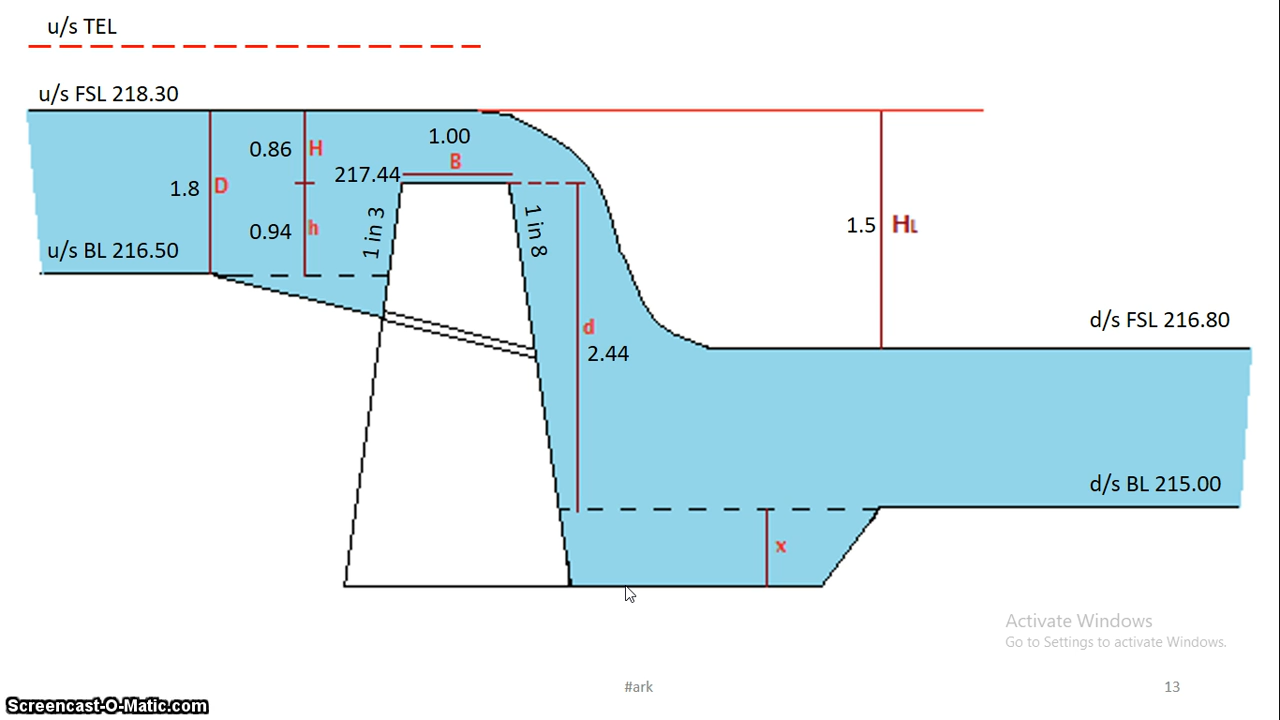 u/s TEL
u/s FSL 218.30
1.00
0.86 H
B
217.44
1.8 D
0.94 h
1 in 3
1 in 8
1.5 HL
u/s BL 216.50
d
2.44
d/s FSL 216.80
d/s BL 215.00
x
Activate Windows
Go to Settings to activate Windows.
#ark
13
Screencast-O-Matic.com